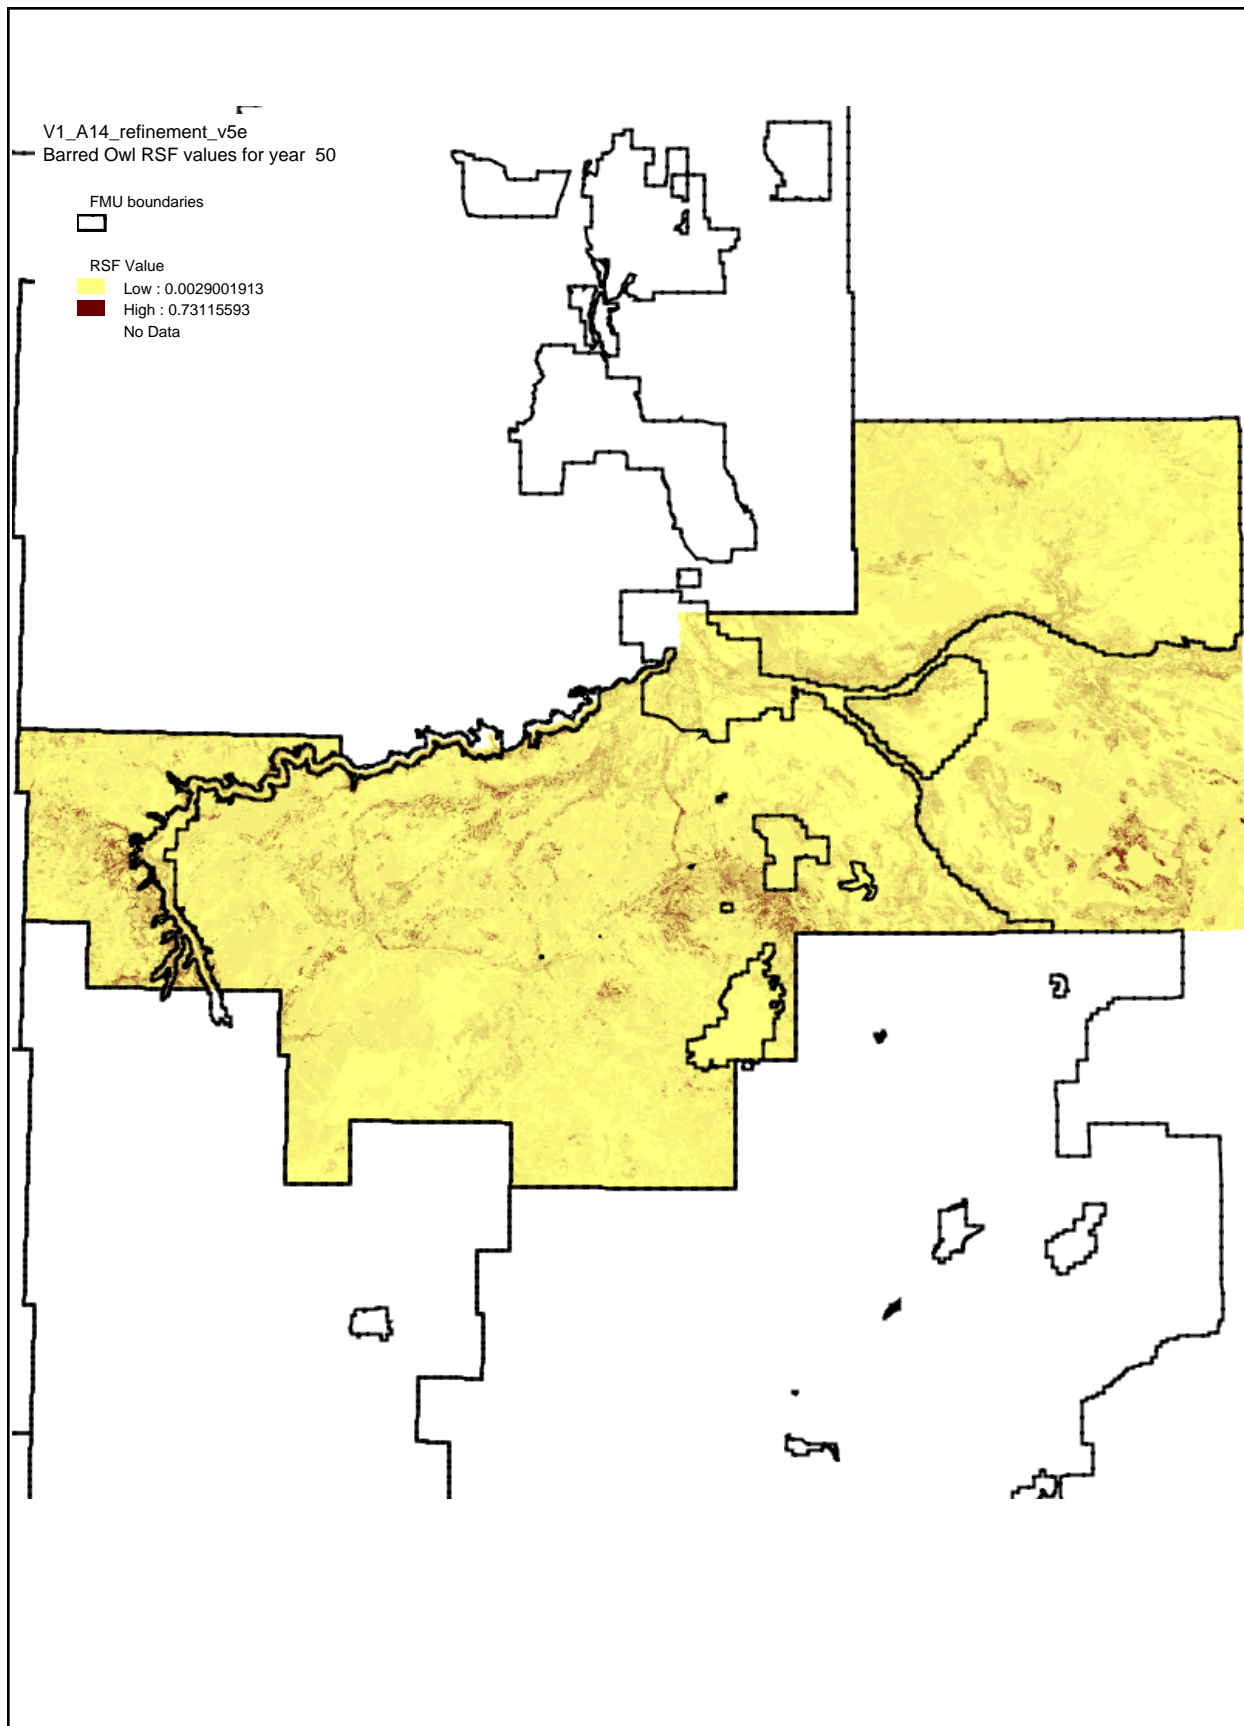 V1_A14_refinement_v5e
Barred Owl RSF values for year 50
FMU boundaries
RSF Value
Low : 0.0029001913
High : 0.73115593
No Data